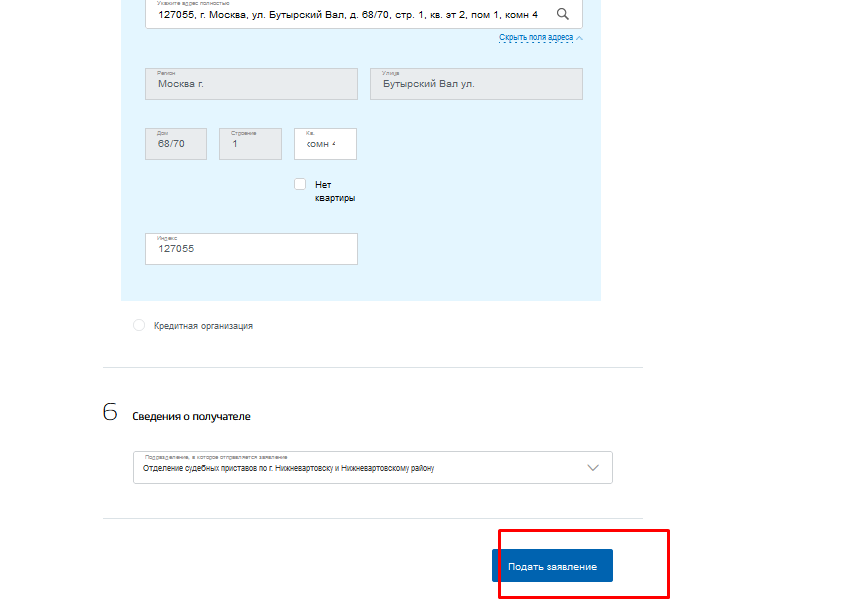 Укажите адрес полностью
127055, г. Москва, ул. Бутырский Вал, д. 68/70, стр. 1, кв. эт 2, пом 1, комн 4
Скрыть поля адреса
Регион
Москва г.
Улица
Бутырский Вал ул.
Дом
68/70
Строение
1
Кв.
комн 4
Нет
квартиры
Индекс
127055
Кредитная организация
6 Сведения о получателе
Подразделение, в которое отправляется заявление
Отделение судебных приставов по г. Нижневартовску и Нижневартовскому району
Подать заявление